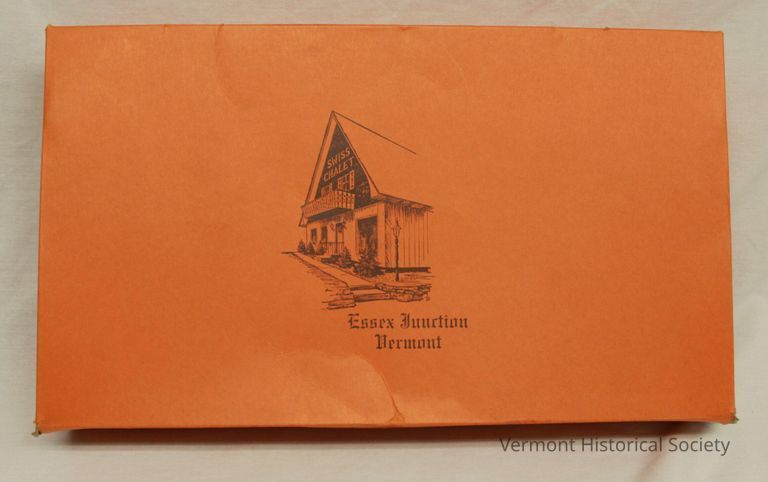 SWISS
CHALET
Essex Junction
Vermont
Vermont Historical Society